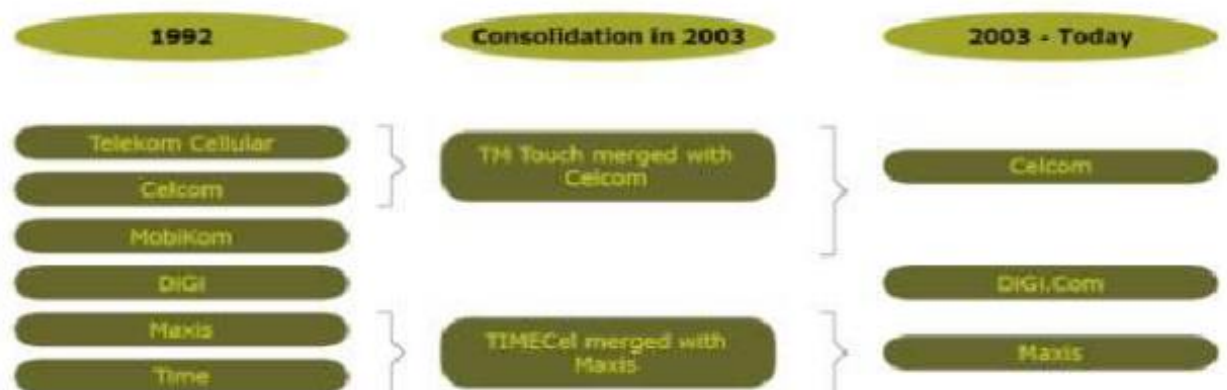 1992
Consolidation in 2003
2003 - Today
Telekom Cellular
Celcom
MobiKom
DiGi
Maxis
Time
TM Touch merged with
Celcom
TIMECel merged with
Maxis
Celcom
DiGi.Com
Maxis